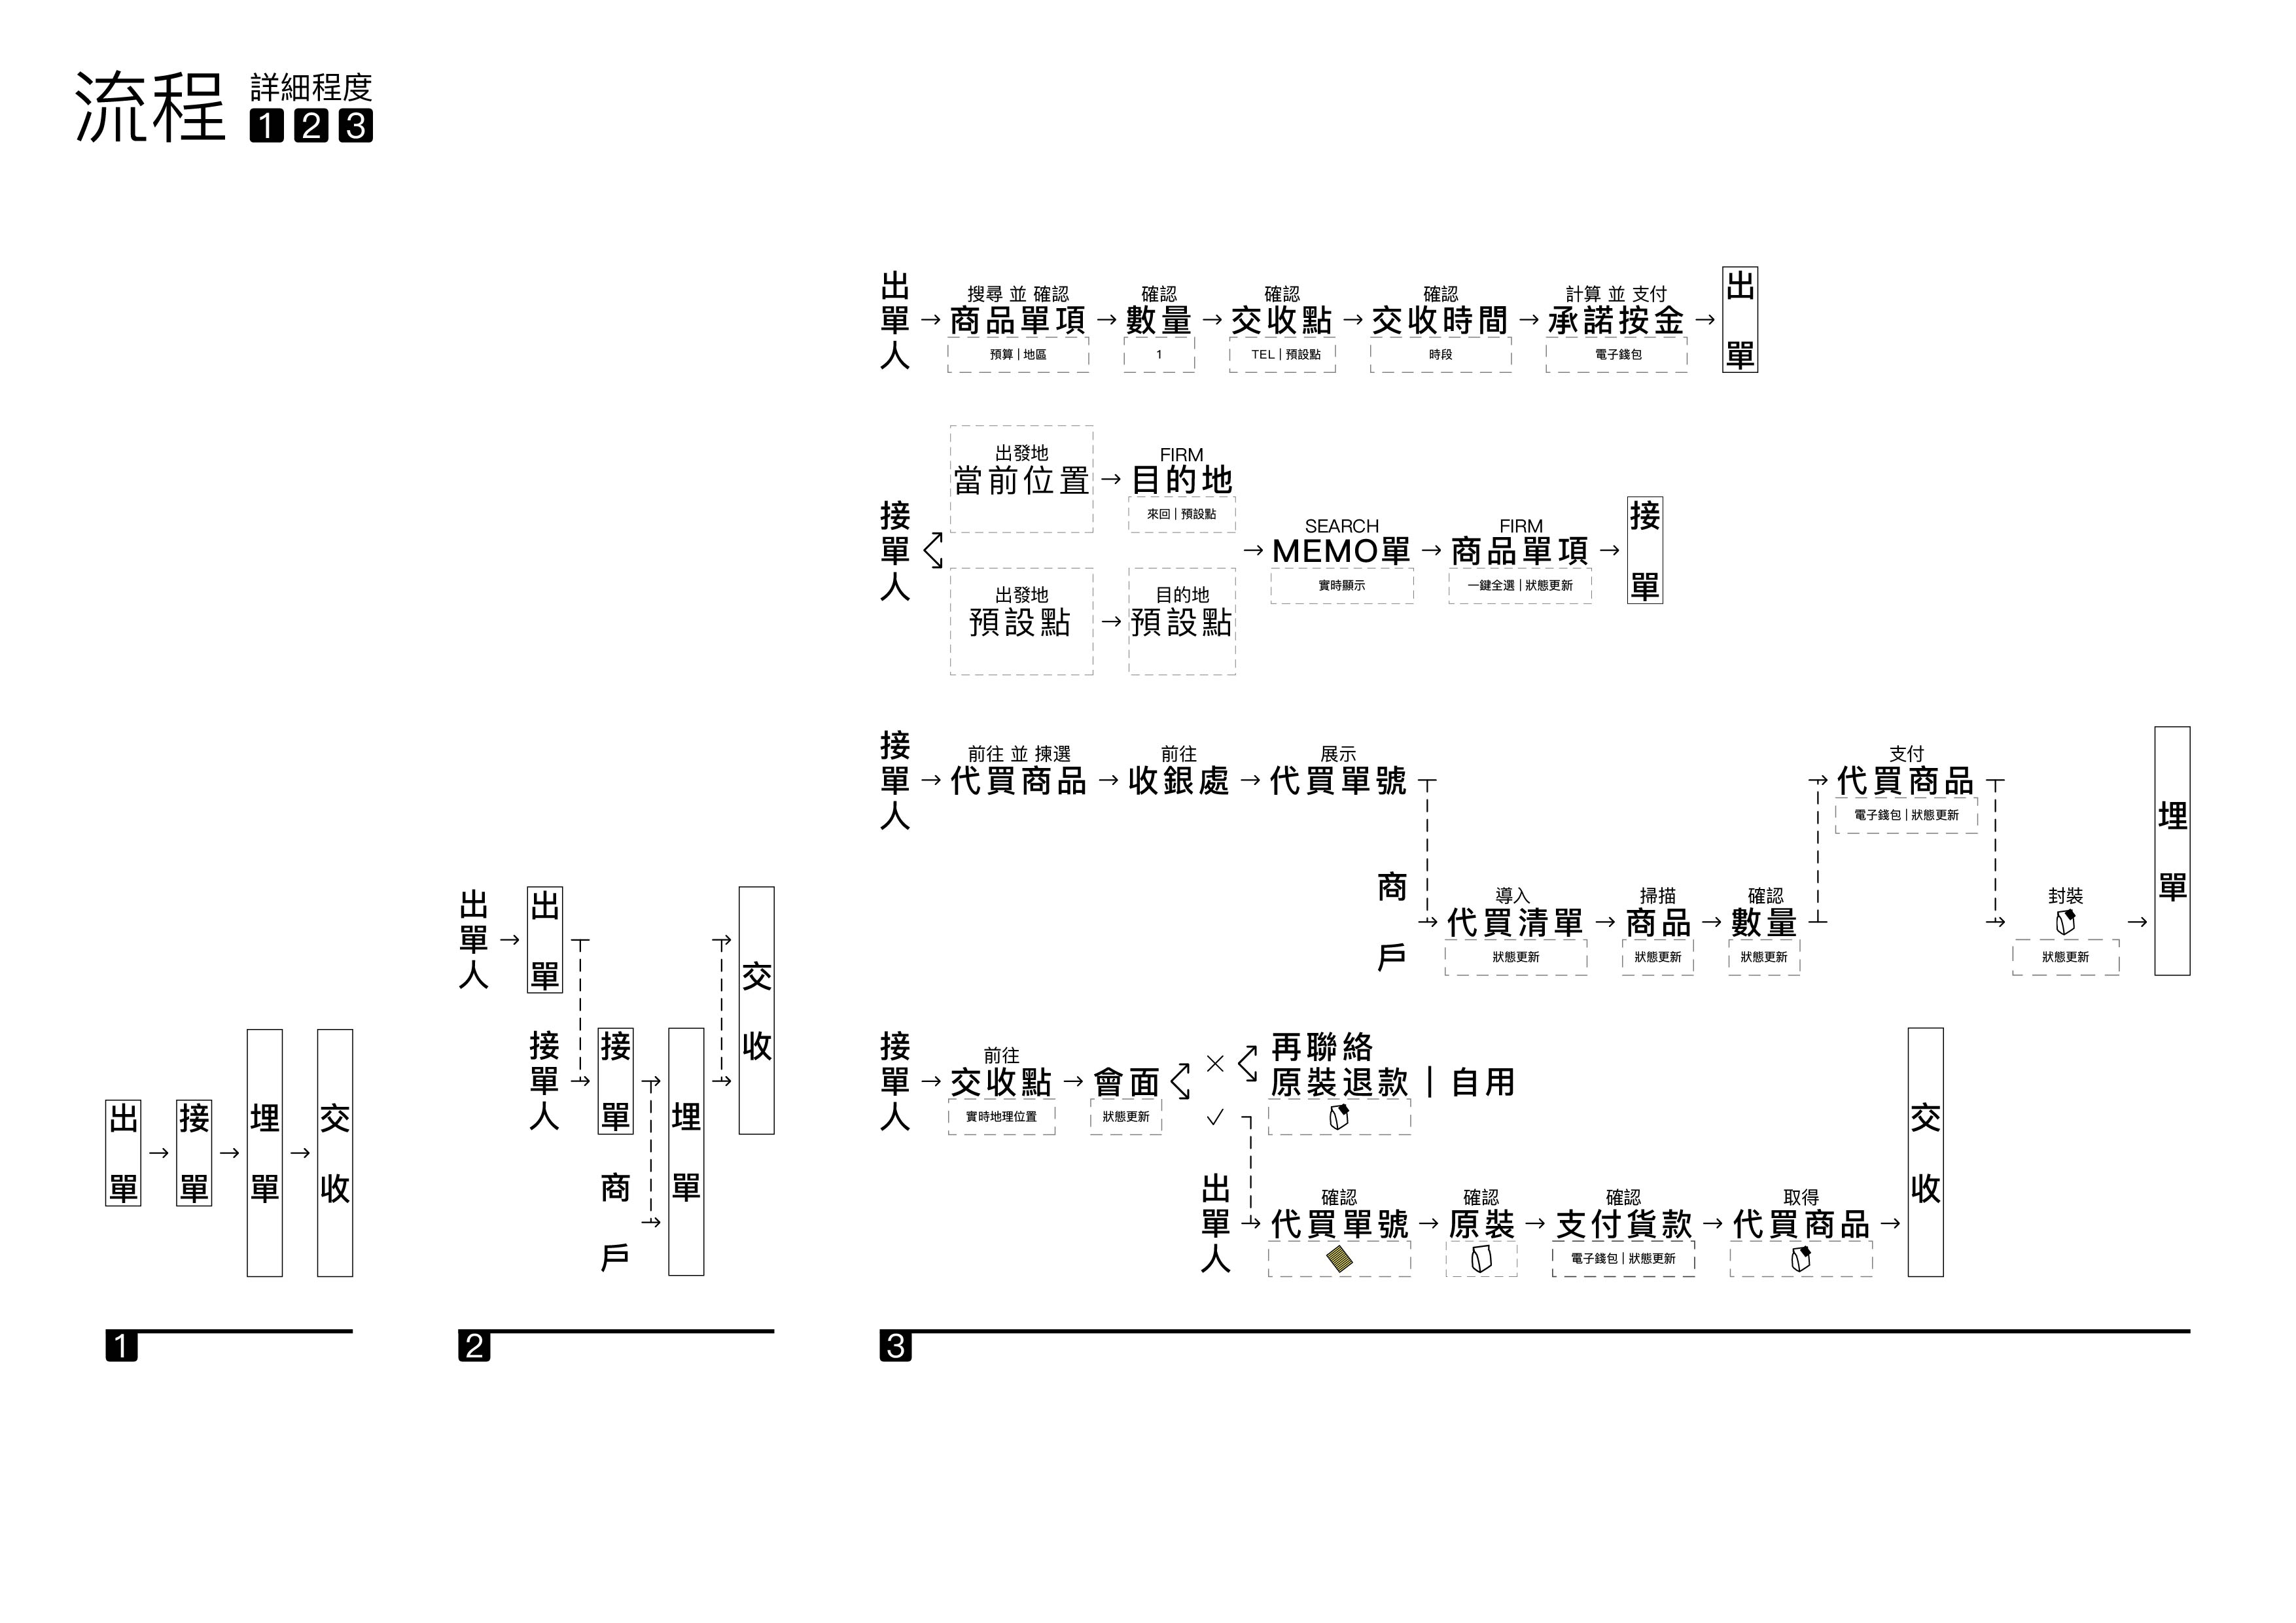 流程
詳細程度
1 2 3
出單人
搜尋 並 確認
商品單項
預算 | 地區
確認
數量
1
確認
交收點
TEL | 預設點
確認
交收時間
時段
計算 並 支付
承諾按金
電子錢包
出單
接單人
出發地
當前位置
FIRM
目的地
來回 | 預設點
出發地
預設點
目的地
預設點
SEARCH
MEMO單
實時顯示
FIRM
商品單項
一鍵全選 | 狀態更新
接單
接單人
前往 並 揀選
代買商品
前往
收銀處
展示
代買單號
商戶
導入
代買清單
狀態更新
掃描
商品
狀態更新
確認
數量
狀態更新
支付
代買商品
電子錢包 | 狀態更新
封裝
狀態更新
埋單
接單人
前往
交收點
實時地理位置
會面
狀態更新
再聯絡
原裝退款 | 自用
出單人
確認
代買單號
確認
原裝
確認
支付貨款
電子錢包 | 狀態更新
取得
代買商品
交收
3
出單人
出單
接單人
接單
商戶
埋單
交收
2
出單
接單
埋單
交收
1